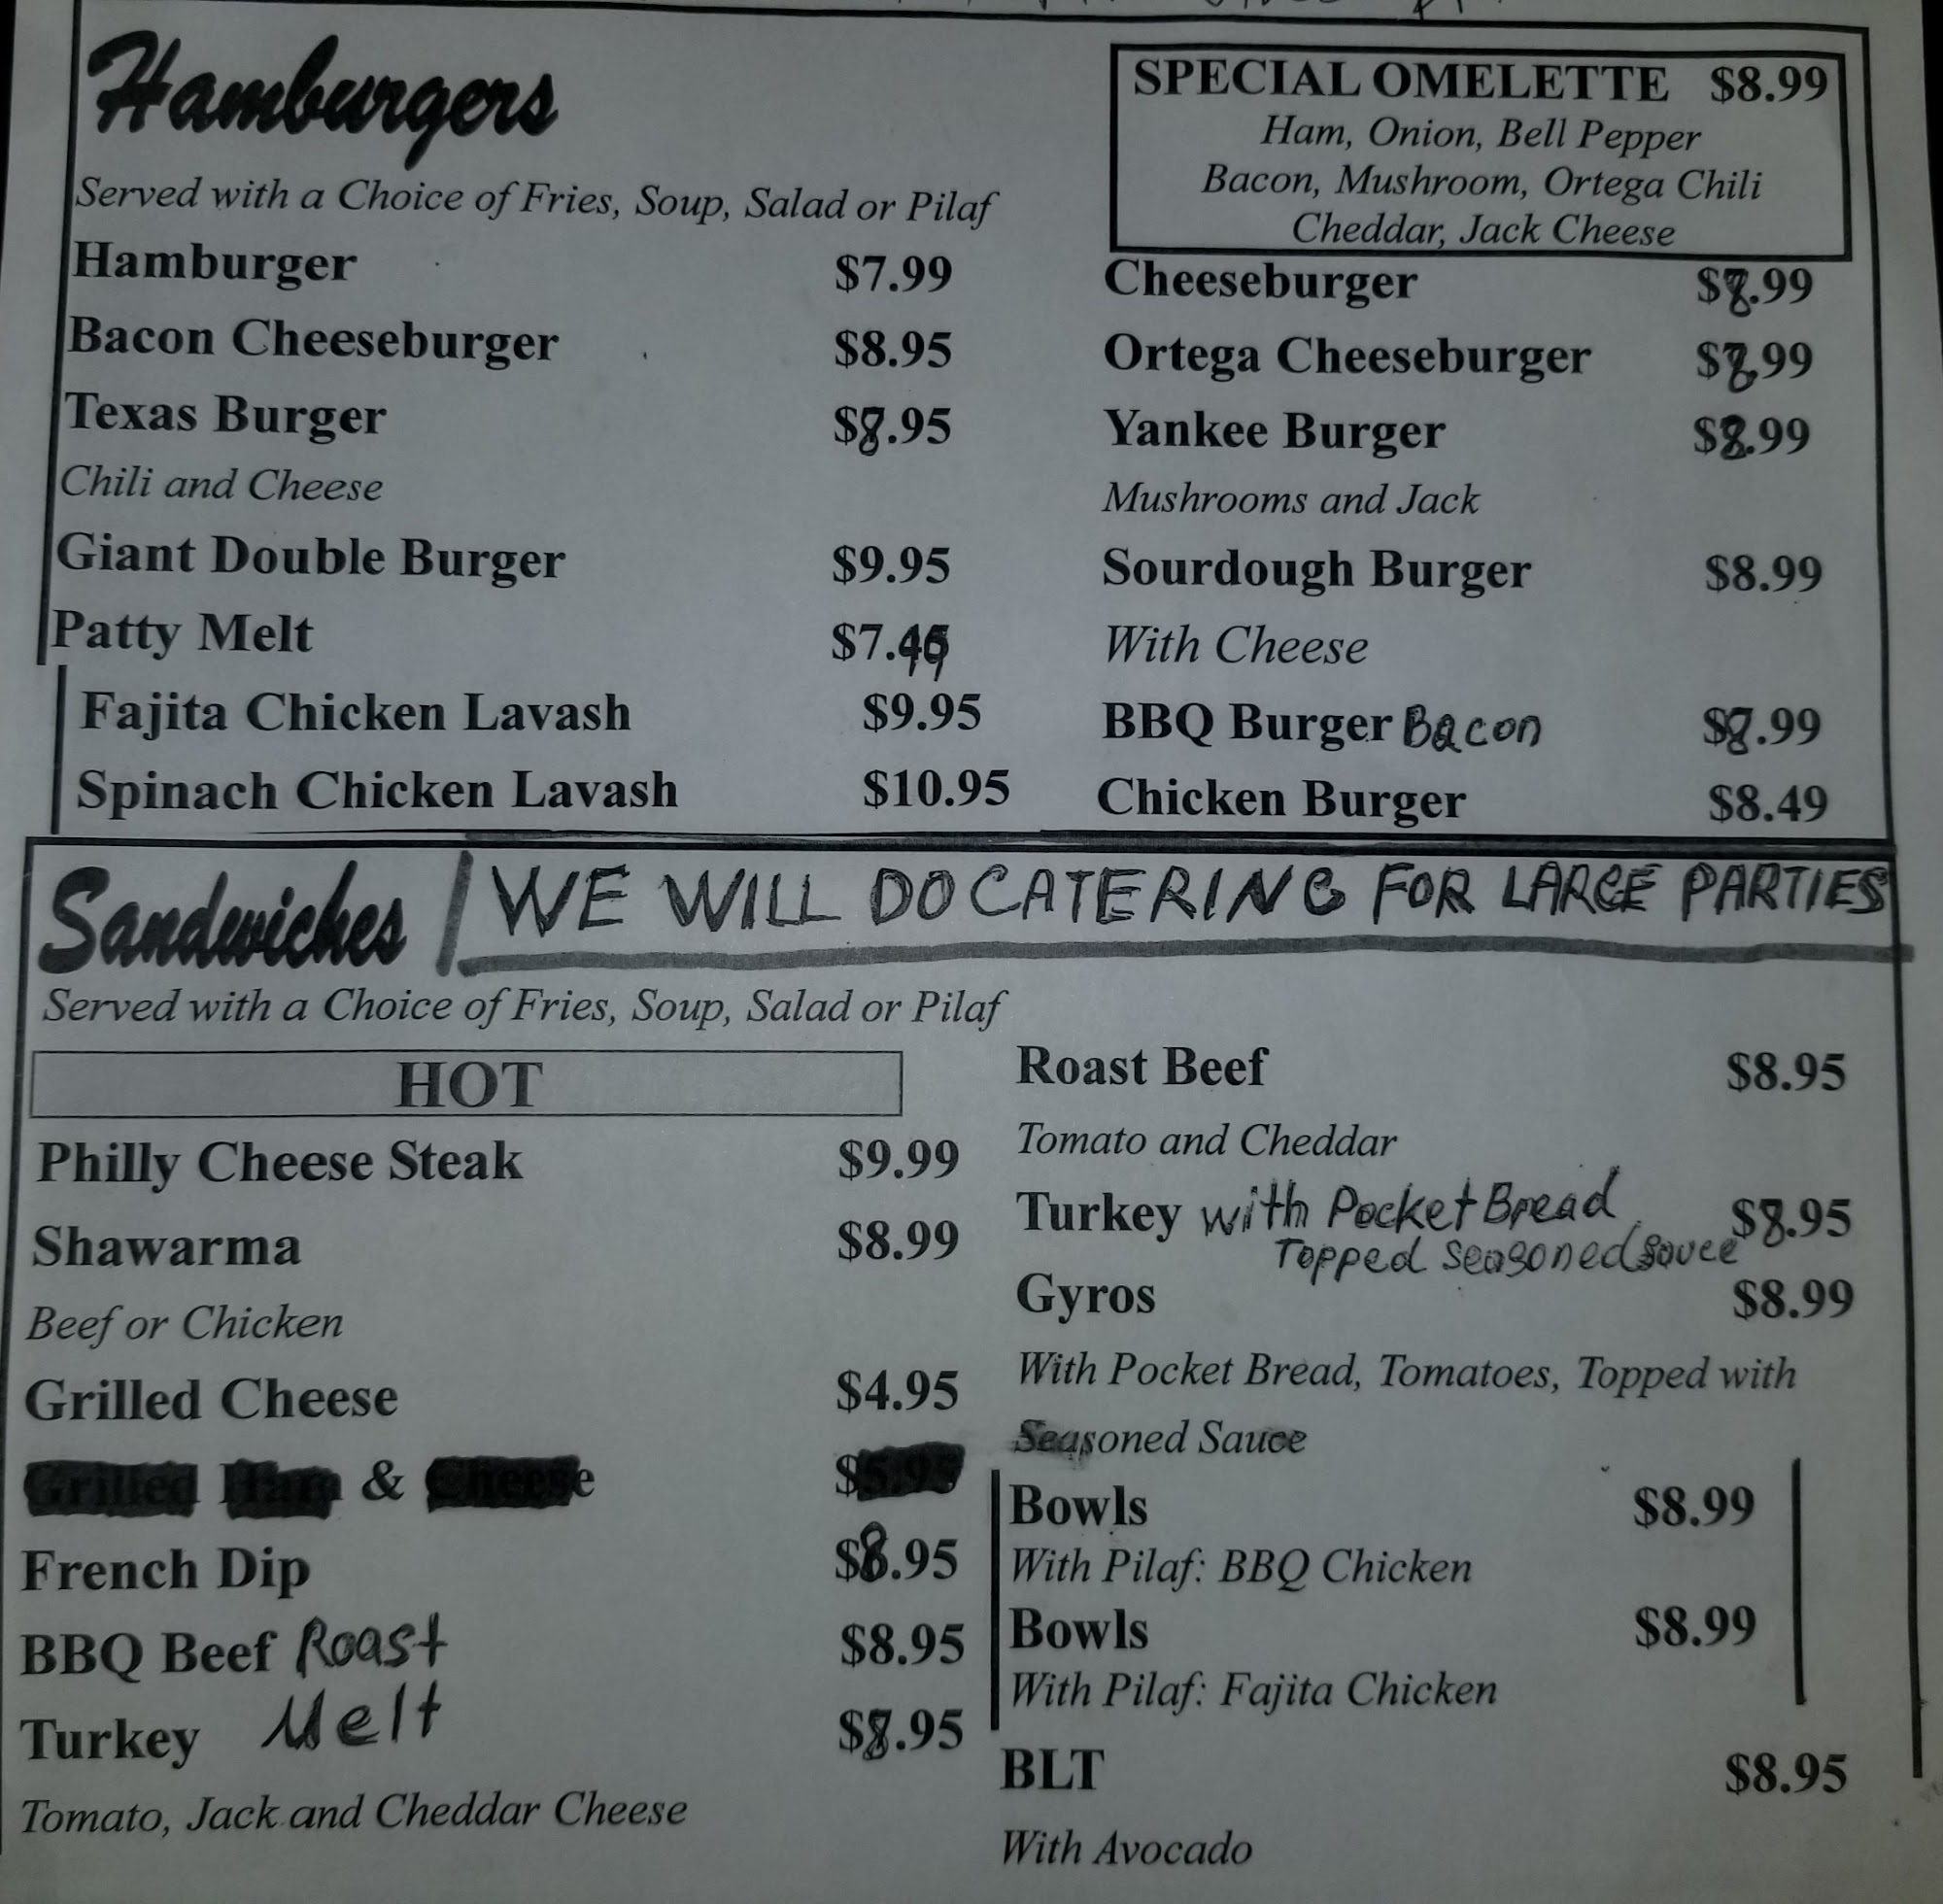 Hamburgers
Served with a Choice of Fries, Soup, Salad or Pilaf
Hamburger $7.99
Bacon Cheeseburger $8.95
Texas Burger $8.95
Chili and Cheese
Giant Double Burger $9.95
Patty Melt $7.
Fajita Chicken Lavash $9.95
Spinach Chicken Lavash $10.95
SPECIAL OMELETTE $8.99
Ham, Onion, Bell Pepper
Bacon, Mushroom, Ortega Chili
Cheddar, Jack Cheese
Cheeseburger $8.99
Ortega Cheeseburger $8.99
Yankee Burger $8.99
Mushrooms and Jack
Sourdough Burger $8.99
With Cheese
BBQ Burger Bacon $8.99
Chicken Burger $8.49
Sandwiches WE WILL DO CATERING FOR LARGE PARTIES
Served with a Choice of Fries, Soup, Salad or Pilaf
HOT
Philly Cheese Steak $9.99
Shawarma $8.99
Beef or Chicken
Grilled Cheese $4.95
Grilled Ham & Cheese $5.95
French Dip $8.95
BBQ Beef Roast $8.95
Turkey Melt $8.95
Tomato, Jack and Cheddar Cheese
Roast Beef $8.95
Tomato and Cheddar
Turkey with Pocket Bread $8.95
Topped Seasoned Souce
Gyros $8.99
With Pocket Bread, Tomatoes, Topped with
Seasoned Sauce
Bowls $8.99
With Pilaf: BBQ Chicken
Bowls $8.99
With Pilaf: Fajita Chicken
BLT $8.95
With Avocado